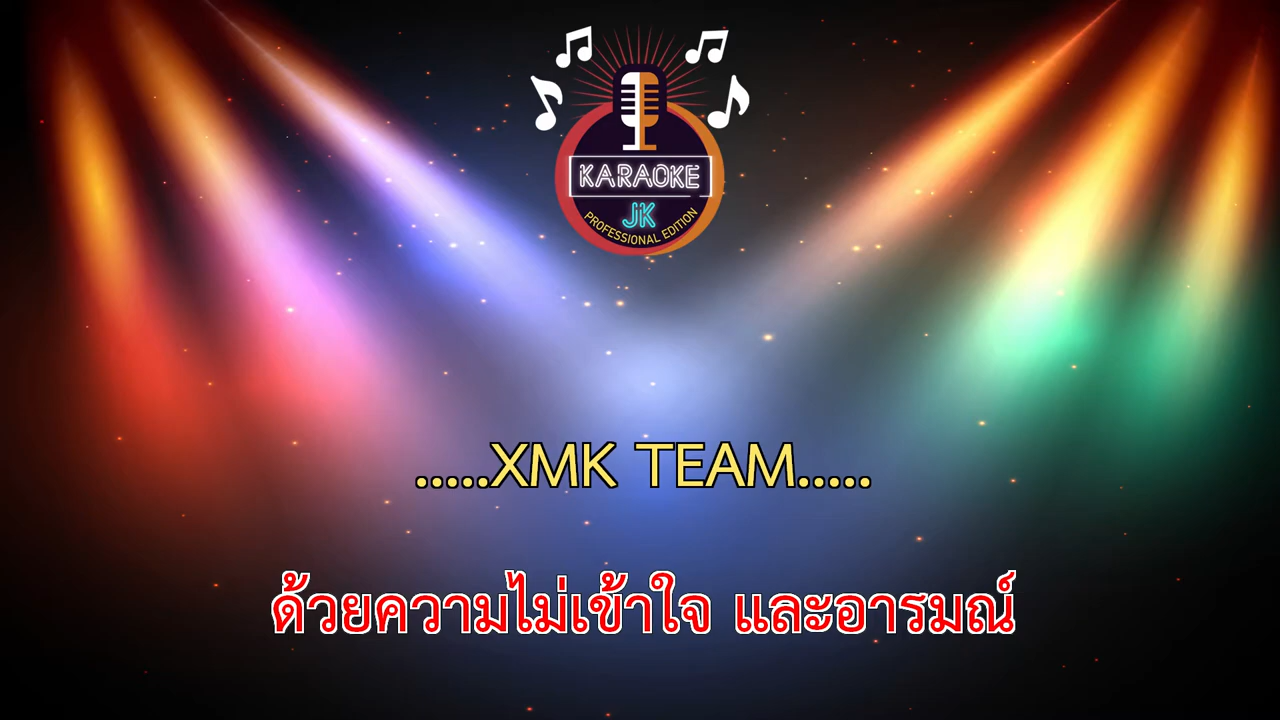 KARAOKE
JK
PROFESSIONAL EDITION
.....XMK TEAM.....
ด้วยความไม่เข้าใจ และอารมณ์